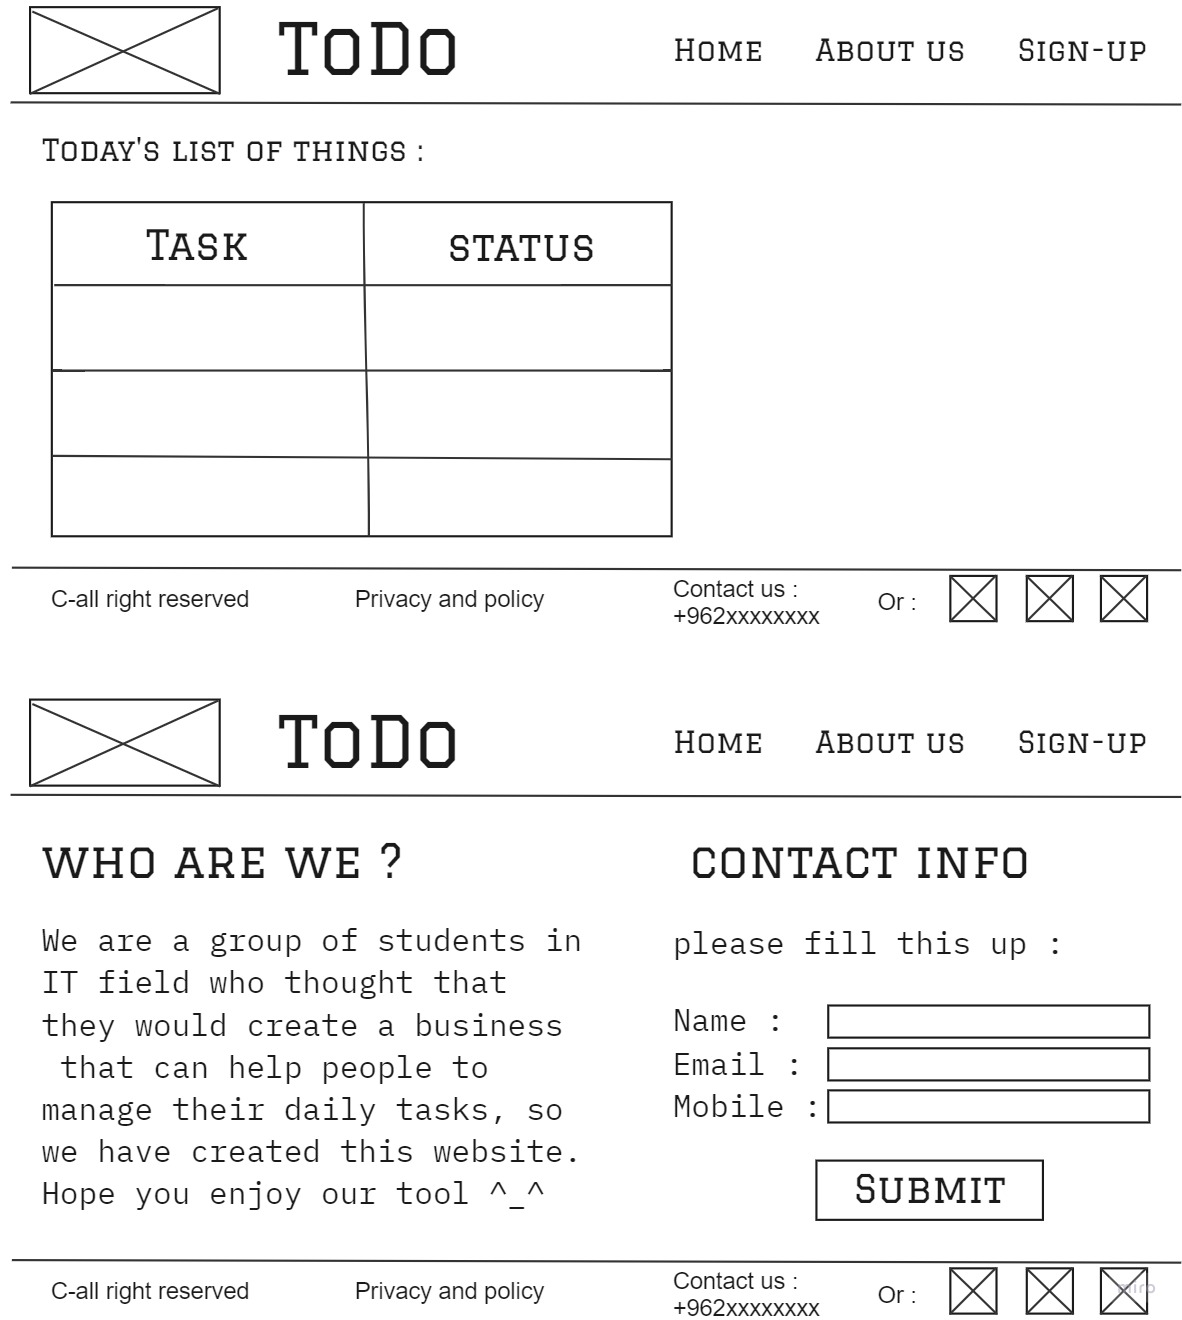 ToDo
Home About us Sign-up
Today's list of things :
Task status
C-all right reserved Privacy and policy Contact us : Or :
+962xxxxxxxxx
ToDo
Home About us Sign-up
who are we ?
We are a group of students in
IT field who thought that
they would create a business
that can help people to
manage their daily tasks, so
we have created this website.
Hope you enjoy our tool ^_^
contact info
please fill this up :
Name :
Email :
Mobile :
Submit
C-all right reserved Privacy and policy Contact us : Or :
+962xxxxxxxxx
miro